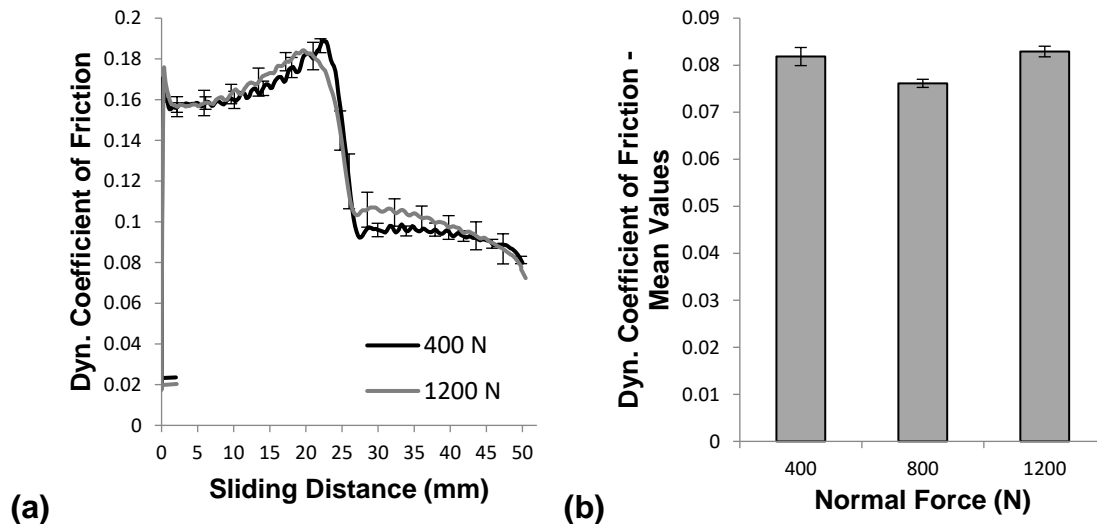 0.2
0.18
0.16
0.14
0.12
0.1
0.08
0.06
0.04
0.02
0
Dyn. Coefficient of Friction
400 N
1200 N
0 5 10 15 20 25 30 35 40 45 50
Sliding Distance (mm)
(a)
0.09
0.08
0.07
0.06
0.05
0.04
0.03
0.02
0.01
0
Dyn. Coefficient of Friction -
Mean Values
400 800 1200
Normal Force (N)
(b)